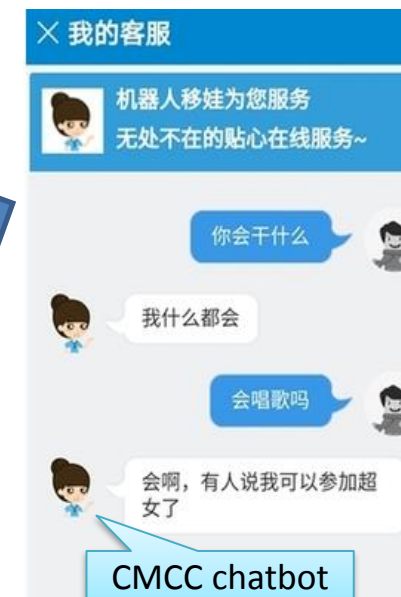 × 我的客服
机器人移娃为您服务
无处不在的贴心在线服务~
你会干什么
我什么都会
会唱歌吗
会啊，有人说我可以参加超
女了
CMCC chatbot